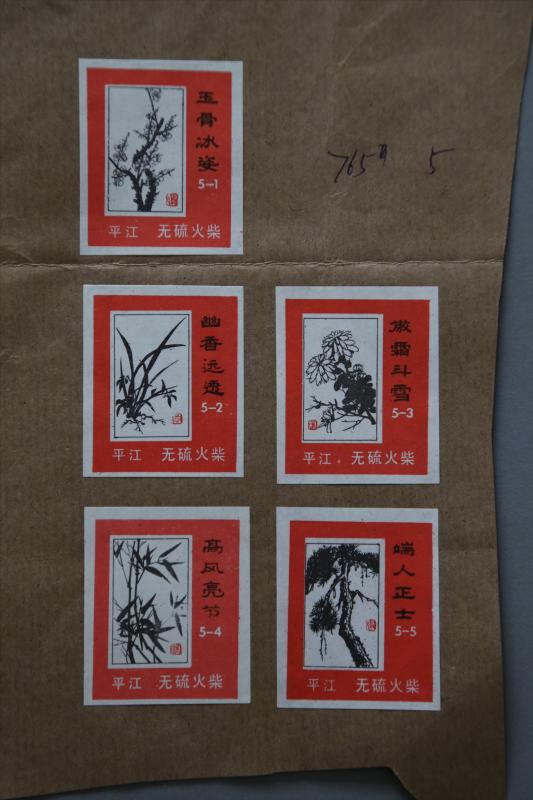 玉骨冰姿
5-1
平江 无硫火柴
765# 5
幽香远透
5-2
平江 无硫火柴
傲霜斗雪
5-3
平江. 无硫火柴
高风亮节
5-4
平江 无硫火柴
端人正士
5-5
平江 无硫火柴